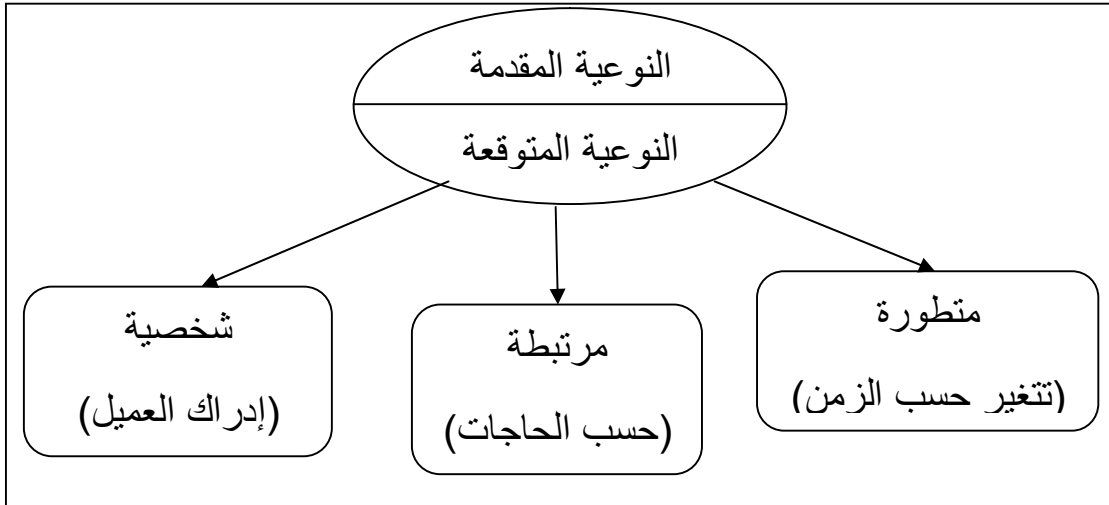 النوعية المقدمة
النوعية المتوقعة
متطورة
(تتغير حسب الزمن)
مرتبطة
(حسب الحاجات)
شخصية
(إدراك العميل)